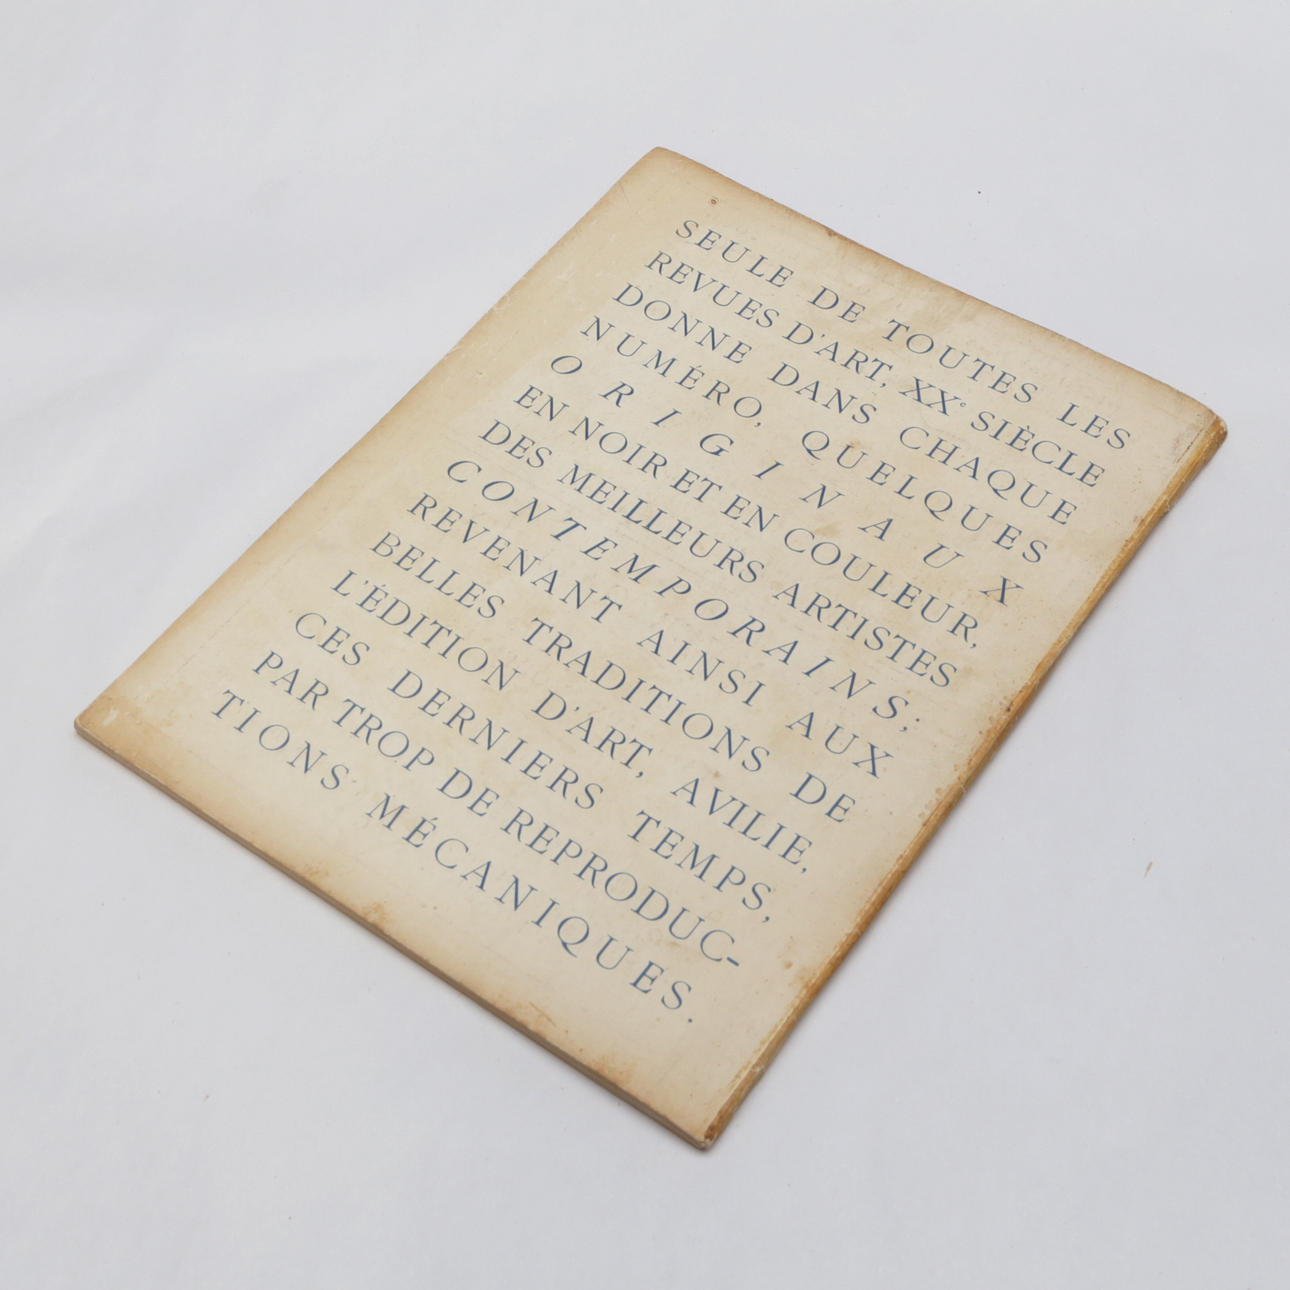 SEULE DE TOUTES LES
REVUES D'ART, XX° SIÈCLE
DONNE DANS CHAQUE
NUMÉRO, QUELQUES
ORIGINAUX
EN NOIR ET EN COULEUR,
DES MEILLEURS ARTISTES
CONTEMPORAINS;
REVENANT AINSI AUX
BELLES TRADITIONS DE
L'ÉDITION D'ART, AVILIE,
CES DERNIERS TEMPS,
PAR TROP DE REPRODUC-
TIONS MÉCANIQUES.